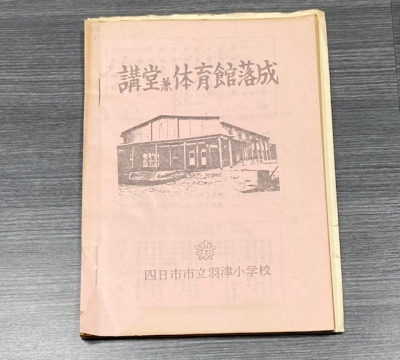 講堂兼体育館落成
四日市市立羽津小学校